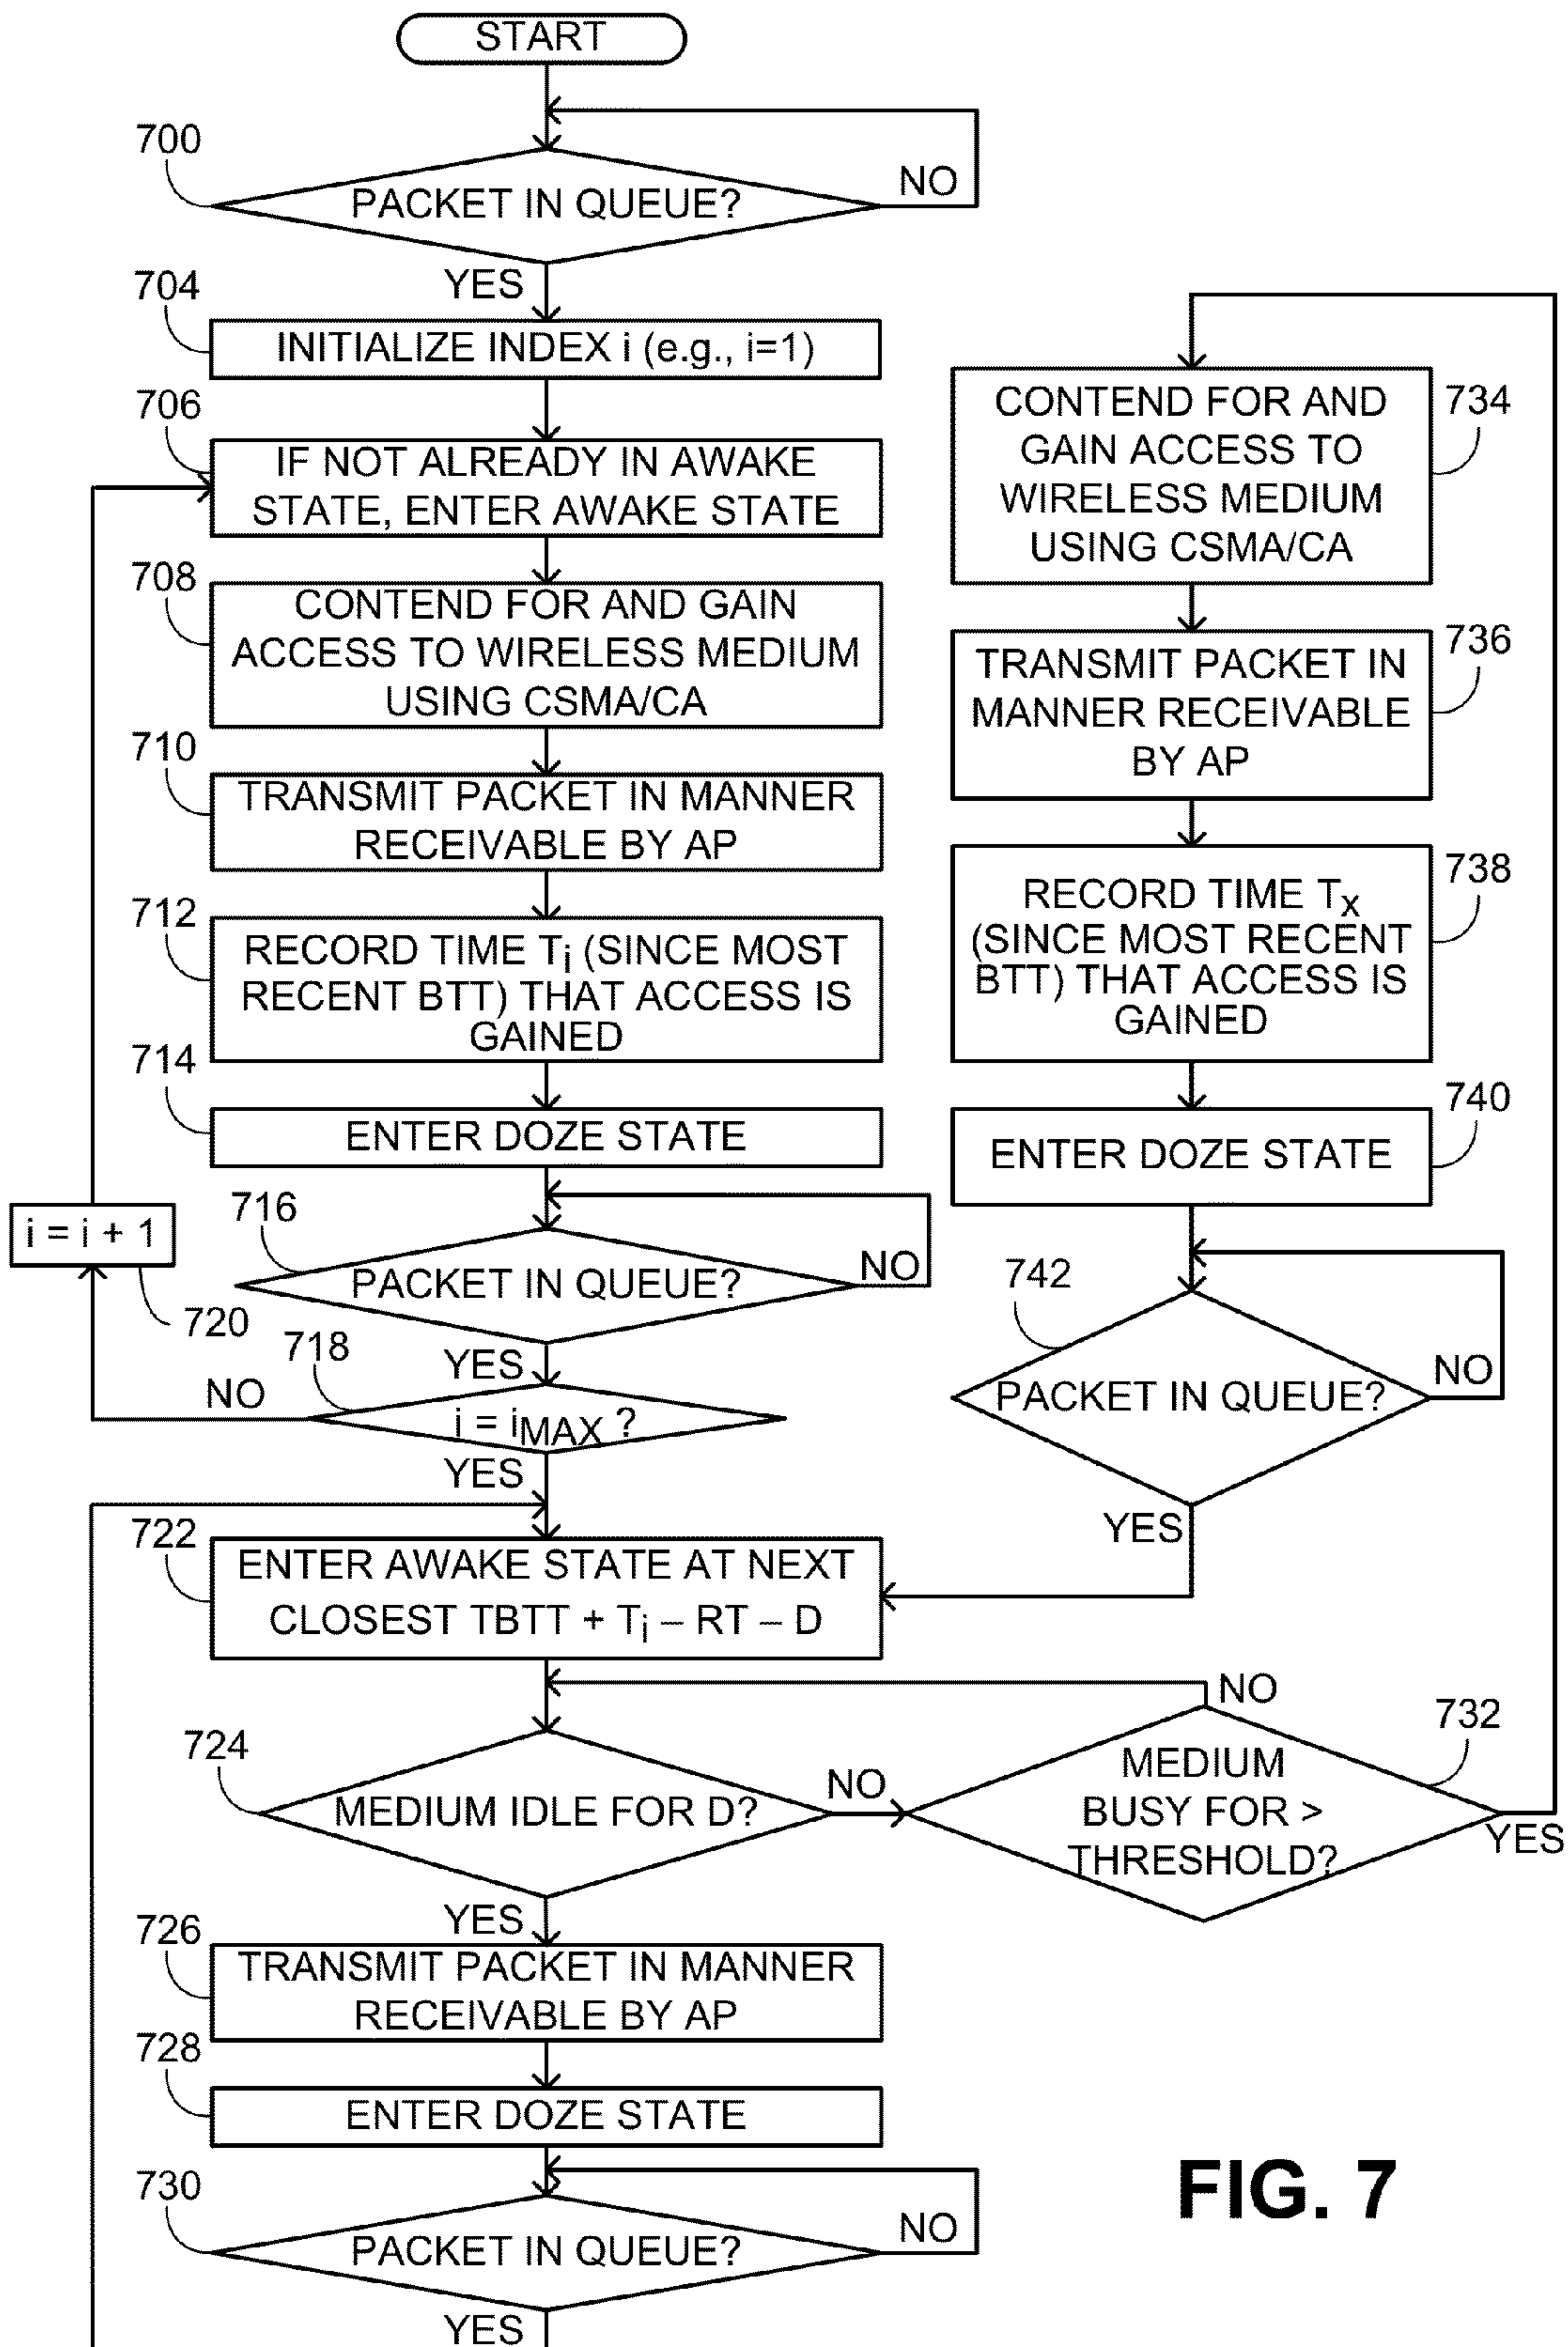 START
700
PACKET IN QUEUE?
NO
YES
704
INITIALIZE INDEX i (e.g., i=1)
706
IF NOT ALREADY IN AWAKE
STATE, ENTER AWAKE STATE
708
CONTEND FOR AND GAIN
ACCESS TO WIRELESS MEDIUM
USING CSMA/CA
710
TRANSMIT PACKET IN MANNER
RECEIVABLE BY AP
712
RECORD TIME Ti (SINCE MOST
RECENT BTT) THAT ACCESS IS
GAINED
714
ENTER DOZE STATE
716
PACKET IN QUEUE?
NO
YES
i = i + 1
720
718
NO
i = iMAX ?
YES
722
ENTER AWAKE STATE AT NEXT
CLOSEST TBTT + Ti – RT – D
724
MEDIUM IDLE FOR D?
NO
YES
726
TRANSMIT PACKET IN MANNER
RECEIVABLE BY AP
728
ENTER DOZE STATE
730
PACKET IN QUEUE?
NO
YES
732
MEDIUM
BUSY FOR >
THRESHOLD?
NO
YES
734
CONTEND FOR AND
GAIN ACCESS TO
WIRELESS MEDIUM
USING CSMA/CA
736
TRANSMIT PACKET IN
MANNER RECEIVABLE
BY AP
738
RECORD TIME Tx
(SINCE MOST RECENT
BTT) THAT ACCESS IS
GAINED
740
ENTER DOZE STATE
742
PACKET IN QUEUE?
NO
YES
FIG. 7